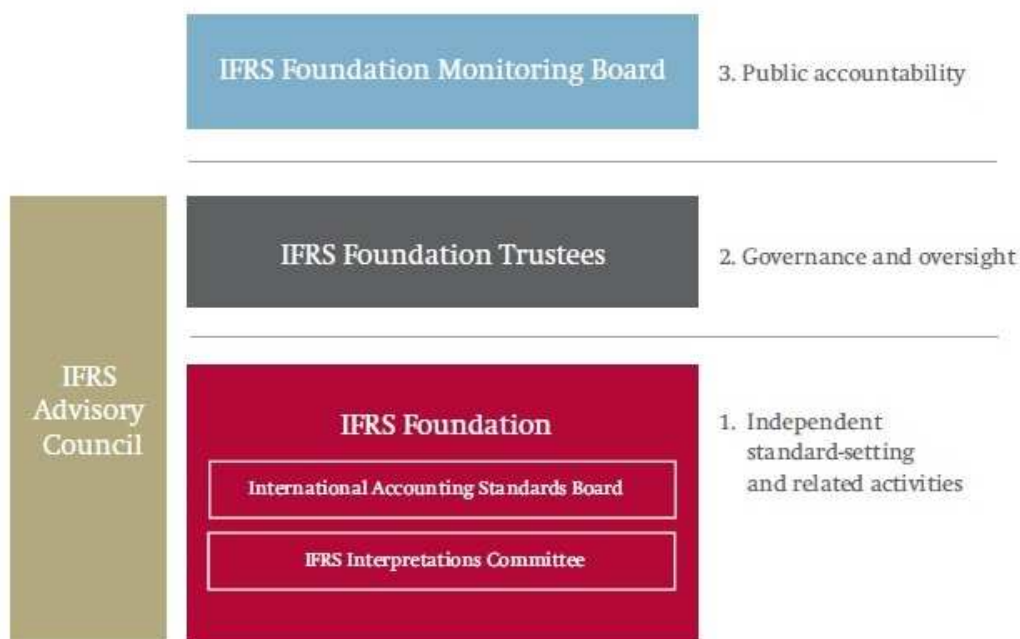 IFRS Foundation Monitoring Board
3. Public accountability
IFRS Foundation Trustees
2. Governance and oversight
IFRS
Advisory
Council
IFRS Foundation
International Accounting Standards Board
IFRS Interpretations Committee
1. Independent
standard-setting
and related activities